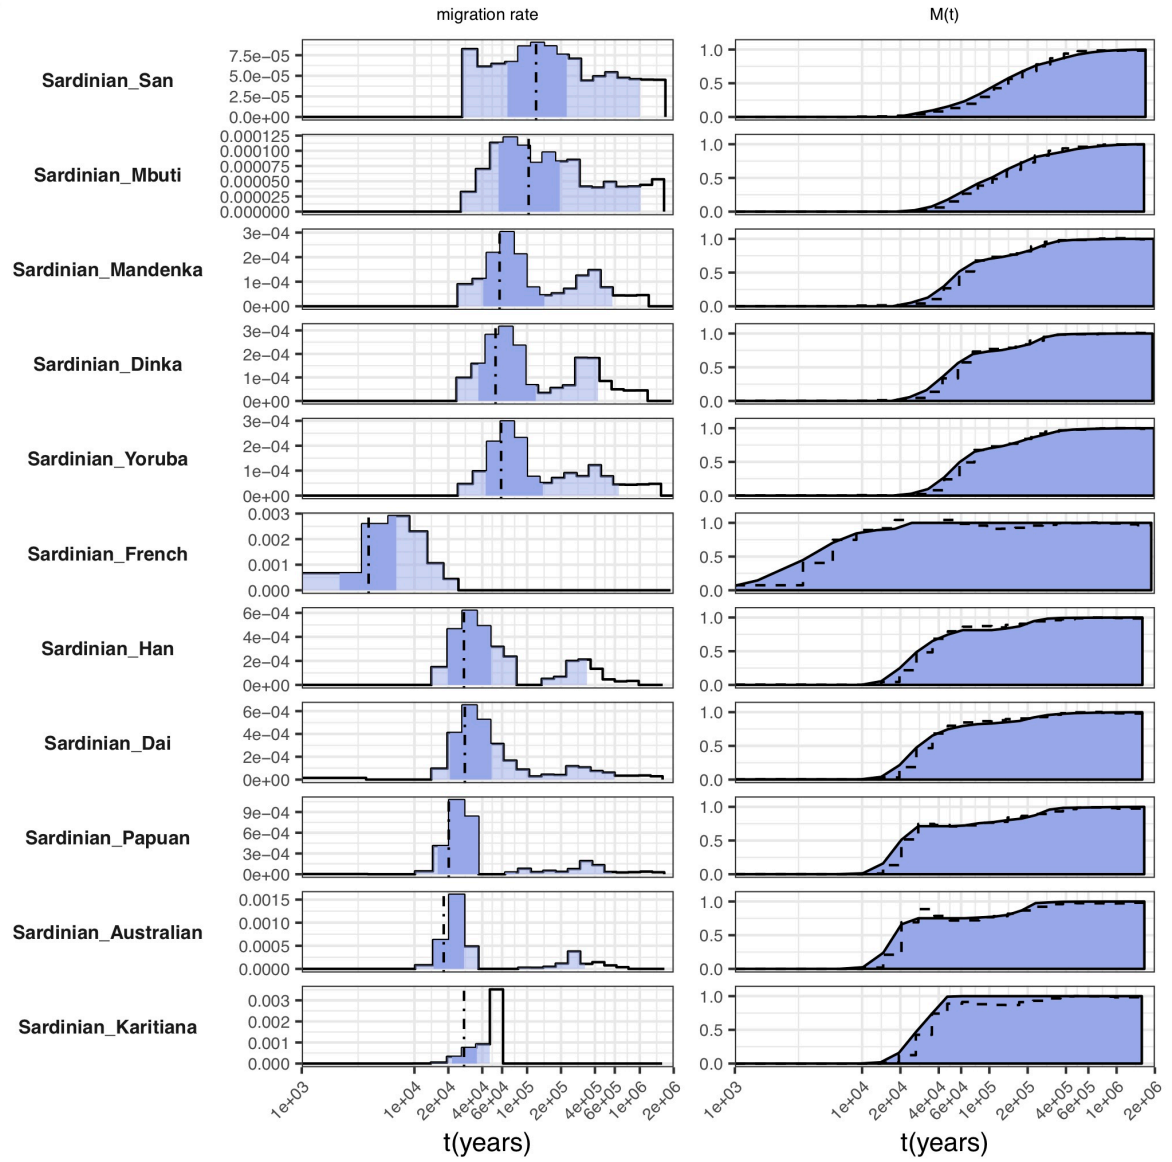 migration rate M(t)
Sardinian_San
7.5e−05
5.0e−05
2.5e−05
0.0e+00
1.0
0.5
0.0
Sardinian_Mbuti
0.000125
0.000100
0.000075
0.000050
0.000025
0.000000
1.0
0.5
0.0
Sardinian_Mandenka
3e−04
2e−04
1e−04
0e+00
1.0
0.5
0.0
Sardinian_Dinka
3e−04
2e−04
1e−04
0e+00
1.0
0.5
0.0
Sardinian_Yoruba
3e−04
2e−04
1e−04
0e+00
1.0
0.5
0.0
Sardinian_French
0.003
0.002
0.001
0.000
1.0
0.5
0.0
Sardinian_Han
6e−04
4e−04
2e−04
0e+00
1.0
0.5
0.0
Sardinian_Dai
6e−04
4e−04
2e−04
0e+00
1.0
0.5
0.0
Sardinian_Papuan
9e−04
6e−04
3e−04
0e+00
1.0
0.5
0.0
Sardinian_Australian
0.0015
0.0010
0.0005
0.0000
1.0
0.5
0.0
Sardinian_Karitiana
0.003
0.002
0.001
0.000
1.0
0.5
0.0
1e+03 1e+04 2e+04 4e+04 6e+04 1e+05 2e+05 4e+05 6e+05 1e+06 2e+06
1e+03 1e+04 2e+04 4e+04 6e+04 1e+05 2e+05 4e+05 6e+05 1e+06 2e+06
t(years) t(years)